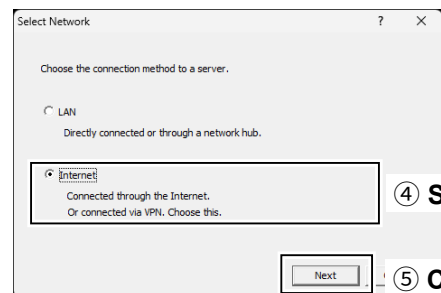 Select Network ? ×
Choose the connection method to a server.
LAN
Directly connected or through a network hub.
Internet
Connected through the Internet.
Or connected via VPN. Choose this.
④ S
Next
⑤ C